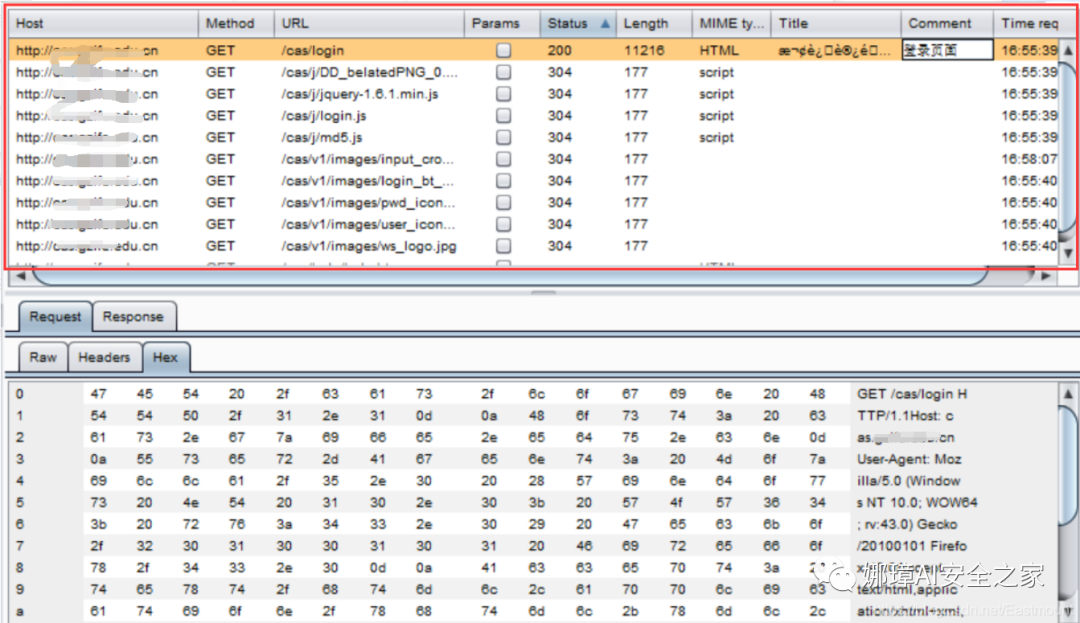 Host Method URL Params Status Length MIME ty... Title Comment Time req
http:// .edu.cn GET /cas/login 200 11216 HTML 登录页面 16:55:39
http:// du.cn GET /cas/j/DD_belatedPNG_0.... 304 177 script 16:55:39
http:// .cn GET /cas/j/jquery-1.6.1.min.js 304 177 script 16:55:39
http:// .cn GET /cas/j/login.js 304 177 script 16:55:39
http:// .cn GET /cas/j/md5.js 304 177 script 16:55:39
http:// .cn GET /cas/v1/images/input_cro... 304 177 16:58:07
http:// .cn GET /cas/v1/images/login_bt_... 304 177 16:55:40
http:// du.cn GET /cas/v1/images/pwd_icon... 304 177 16:55:40
http:// du.cn GET /cas/v1/images/user_icon... 304 177 16:55:40
http:// edu.cn GET /cas/v1/images/ws_logo.jpg 304 177 16:55:40
Request Response
Raw Headers Hex
0 47 45 54 20 2f 63 61 73 2f 6c 6f 67 69 6e 20 48 GET /cas/login H
1 54 54 50 2f 31 2e 31 0d 0a 48 6f 73 74 3a 20 63 TTP/1.1Host: c
2 61 73 2e 67 7a 69 66 65 2e 65 64 75 2e 63 6e 0d as. .cn
3 0a 55 73 65 72 2d 41 67 65 6e 74 3a 20 4d 6f 7a User-Agent: Moz
4 69 6c 6c 61 2f 35 2e 30 20 28 57 69 6e 64 6f 77 illa/5.0 (Window
5 73 20 4e 54 20 31 30 2e 30 3b 20 57 4f 57 36 34 s NT 10.0; WOW64
6 3b 20 72 76 3a 34 33 2e 30 29 20 47 65 63 6b 6f ; rv:43.0) Gecko
7 2f 32 30 31 30 30 31 30 31 20 46 69 72 65 66 6f /20100101 Firefo
8 78 2f 34 33 2e 30 0d 0a 41 63 63 65 70 74 3a
9 74 65 78 74 2f 68 74 6d 6c 2c 61 70 70 6c 69 63 text/html,applic
a 61 74 69 6f 6e 2f 78 68 74 6d 6c 2b 78 6d 6c 2c ation/xhtml+xml,
娜璋AI安全之家